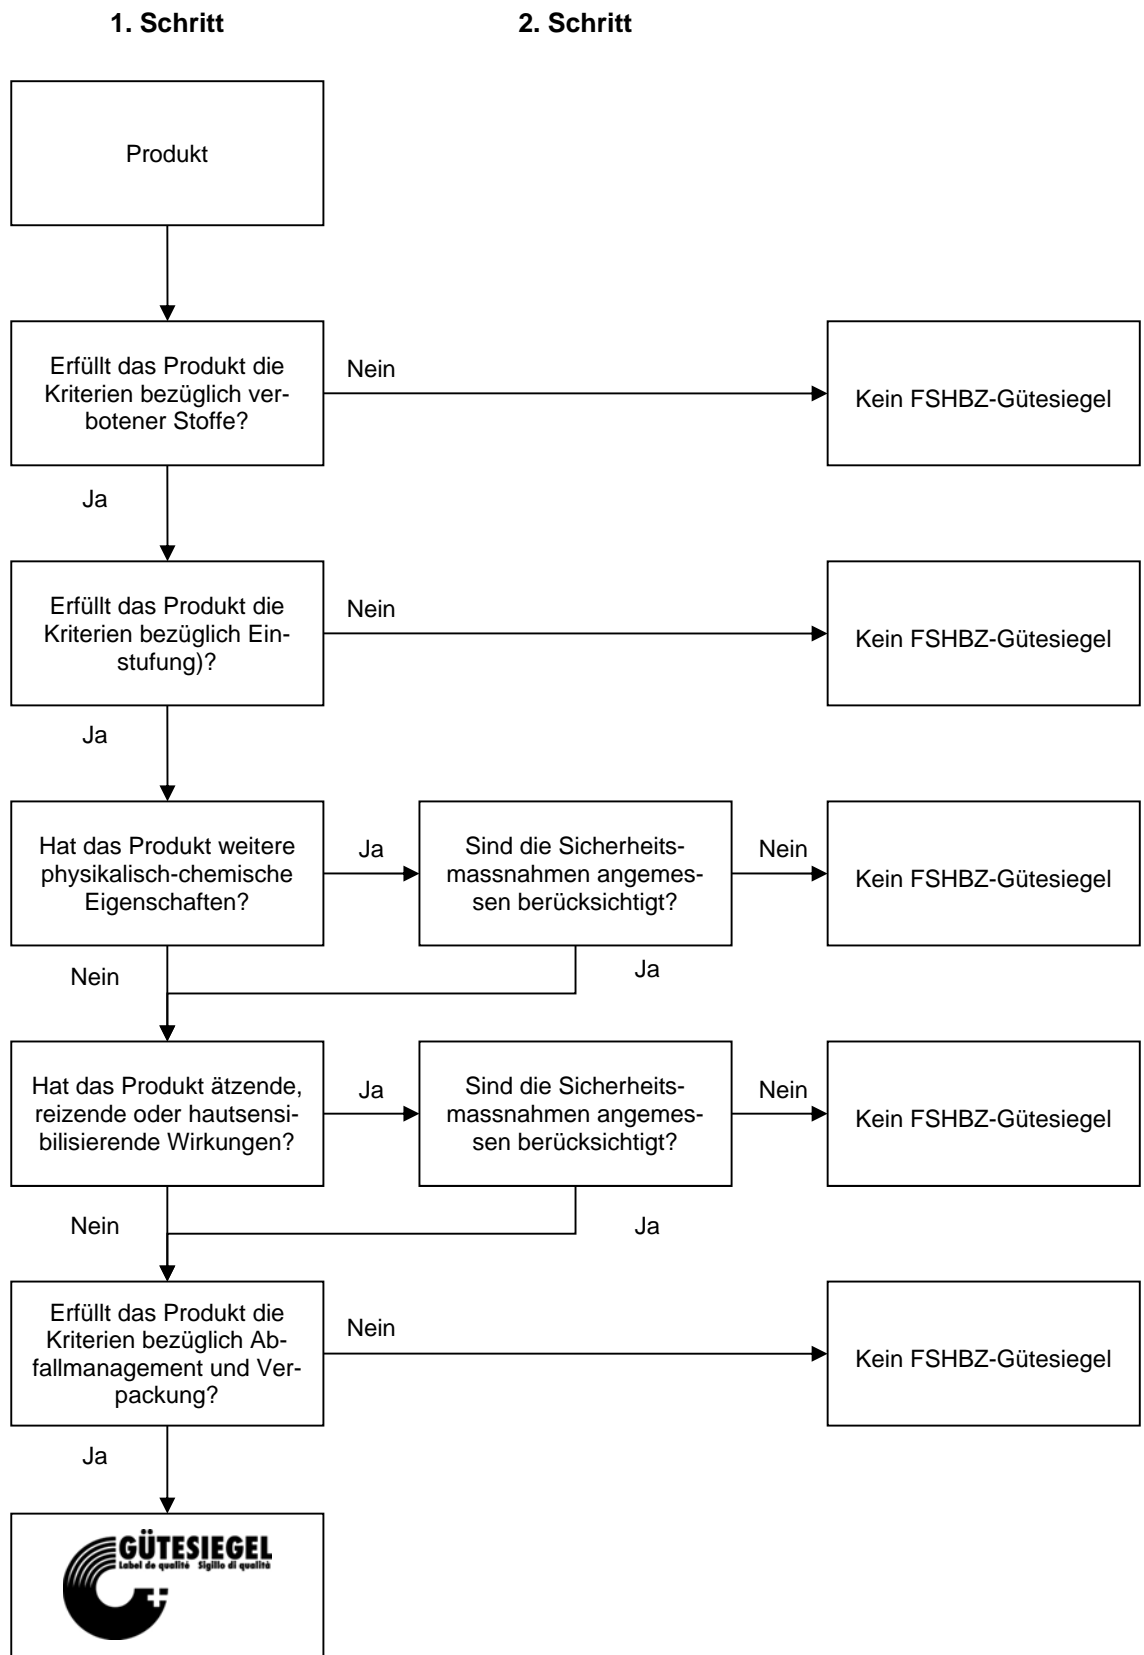 1. Schritt
2. Schritt
Produkt
Erfüllt das Produkt die
Kriterien bezüglich ver-
botener Stoffe?
Nein
Kein FSHBZ-Gütesiegel
Ja
Erfüllt das Produkt die
Kriterien bezüglich Ein-
stufung)?
Nein
Kein FSHBZ-Gütesiegel
Ja
Hat das Produkt weitere
physikalisch-chemische
Eigenschaften?
Ja
Sind die Sicherheits-
massnahmen angemes-
sen berücksichtigt?
Nein
Kein FSHBZ-Gütesiegel
Nein
Ja
Hat das Produkt ätzende,
reizende oder hautsensi-
bilisierende Wirkungen?
Ja
Sind die Sicherheits-
massnahmen angemes-
sen berücksichtigt?
Nein
Kein FSHBZ-Gütesiegel
Nein
Ja
Erfüllt das Produkt die
Kriterien bezüglich Ab-
fallmanagement und Ver-
packung?
Nein
Kein FSHBZ-Gütesiegel
Ja
GÜTESIEGEL
Label de qualité Sigillo di qualità